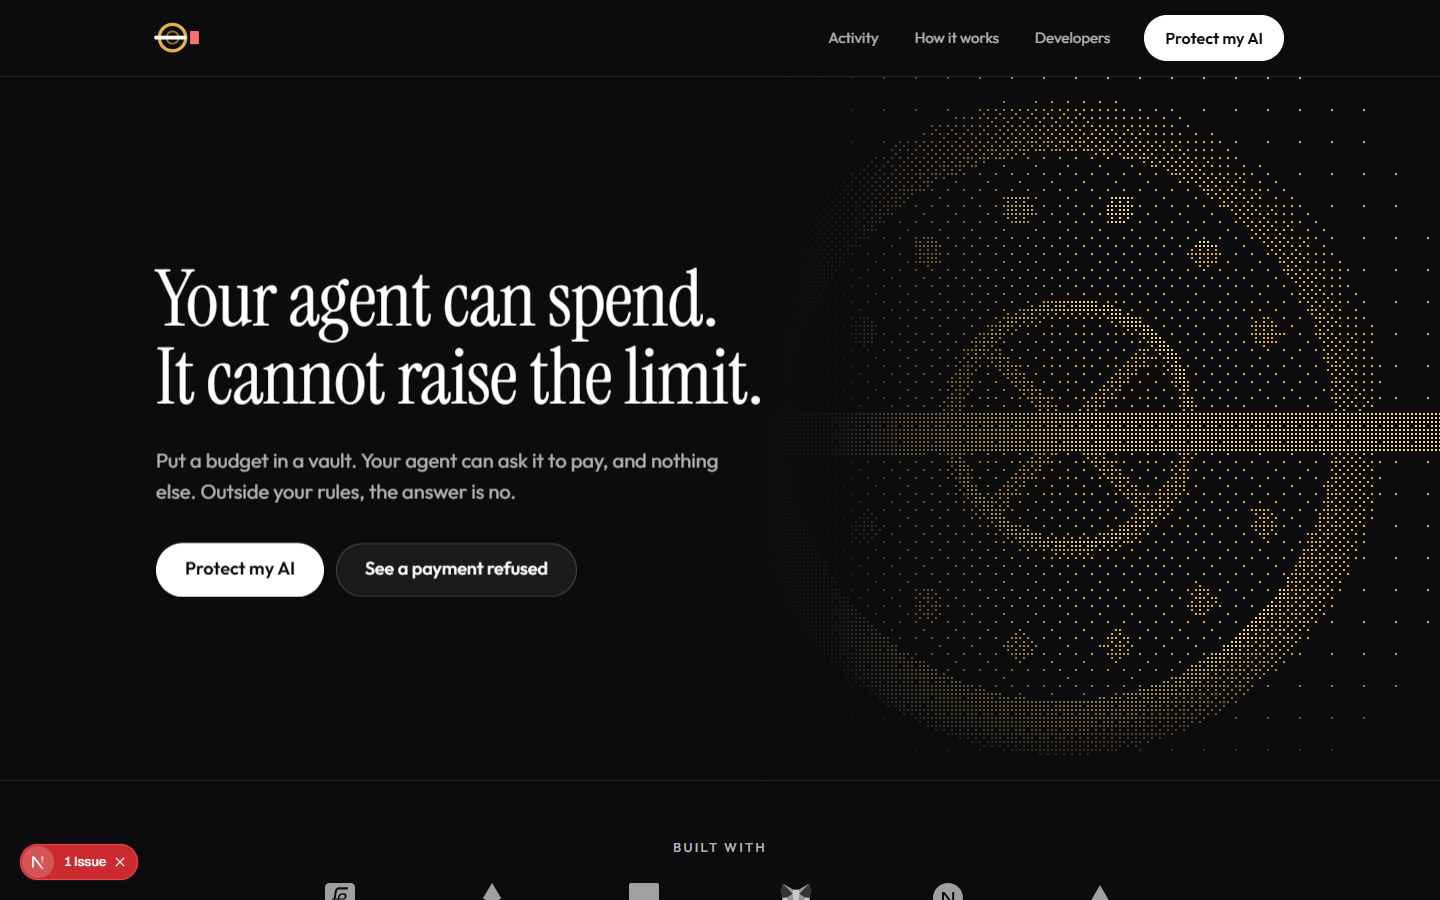 Activity
How it works
Developers
Protect my AI
Your agent can spend.
It cannot raise the limit.
Put a budget in a vault. Your agent can ask it to pay, and nothing
else. Outside your rules, the answer is no.
Protect my AI
See a payment refused
BUILT WITH
N
1 Issue
N